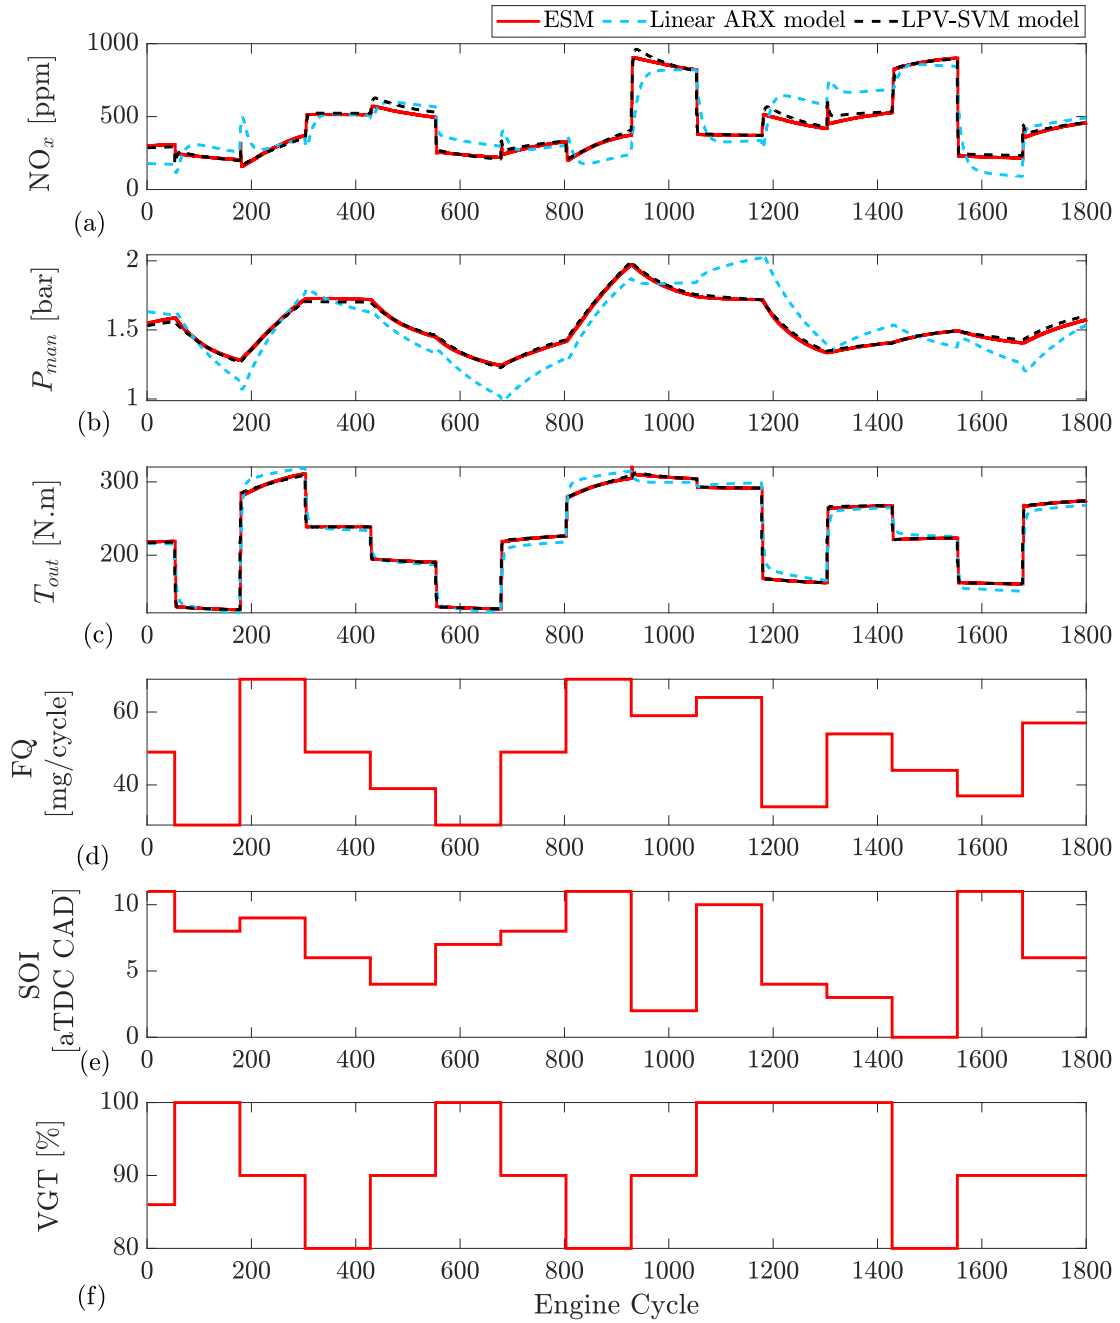 ESM Linear ARX model LPV-SVM model
1000
500
0
NOx [ppm]
0 200 400 600 800 1000 1200 1400 1600 1800
(a)
2
1.5
1
Pman [bar]
0 200 400 600 800 1000 1200 1400 1600 1800
(b)
300
200
Tout [N.m]
0 200 400 600 800 1000 1200 1400 1600 1800
(c)
60
40
FQ
[mg/cycle]
0 200 400 600 800 1000 1200 1400 1600 1800
(d)
10
5
0
SOI
[aTDC CAD]
0 200 400 600 800 1000 1200 1400 1600 1800
(e)
100
90
80
VGT [%]
0 200 400 600 800 1000 1200 1400 1600 1800
(f)
Engine Cycle